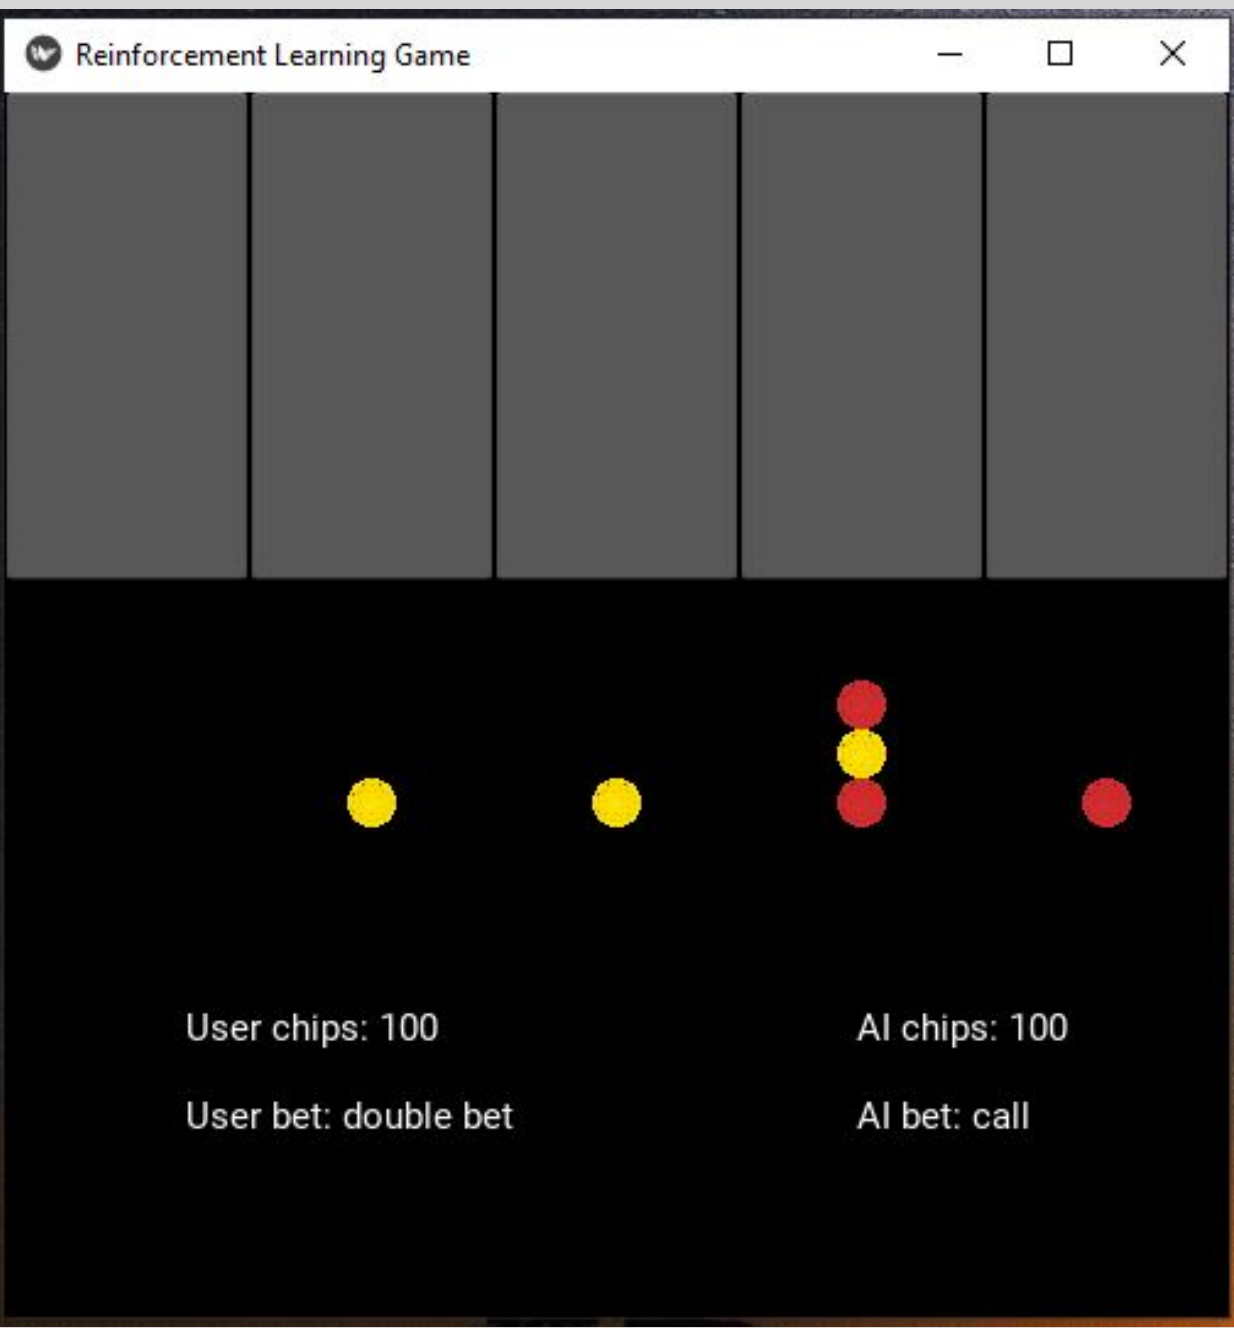 Reinforcement Learning Game
User chips: 100
AI chips: 100
User bet: double bet
AI bet: call